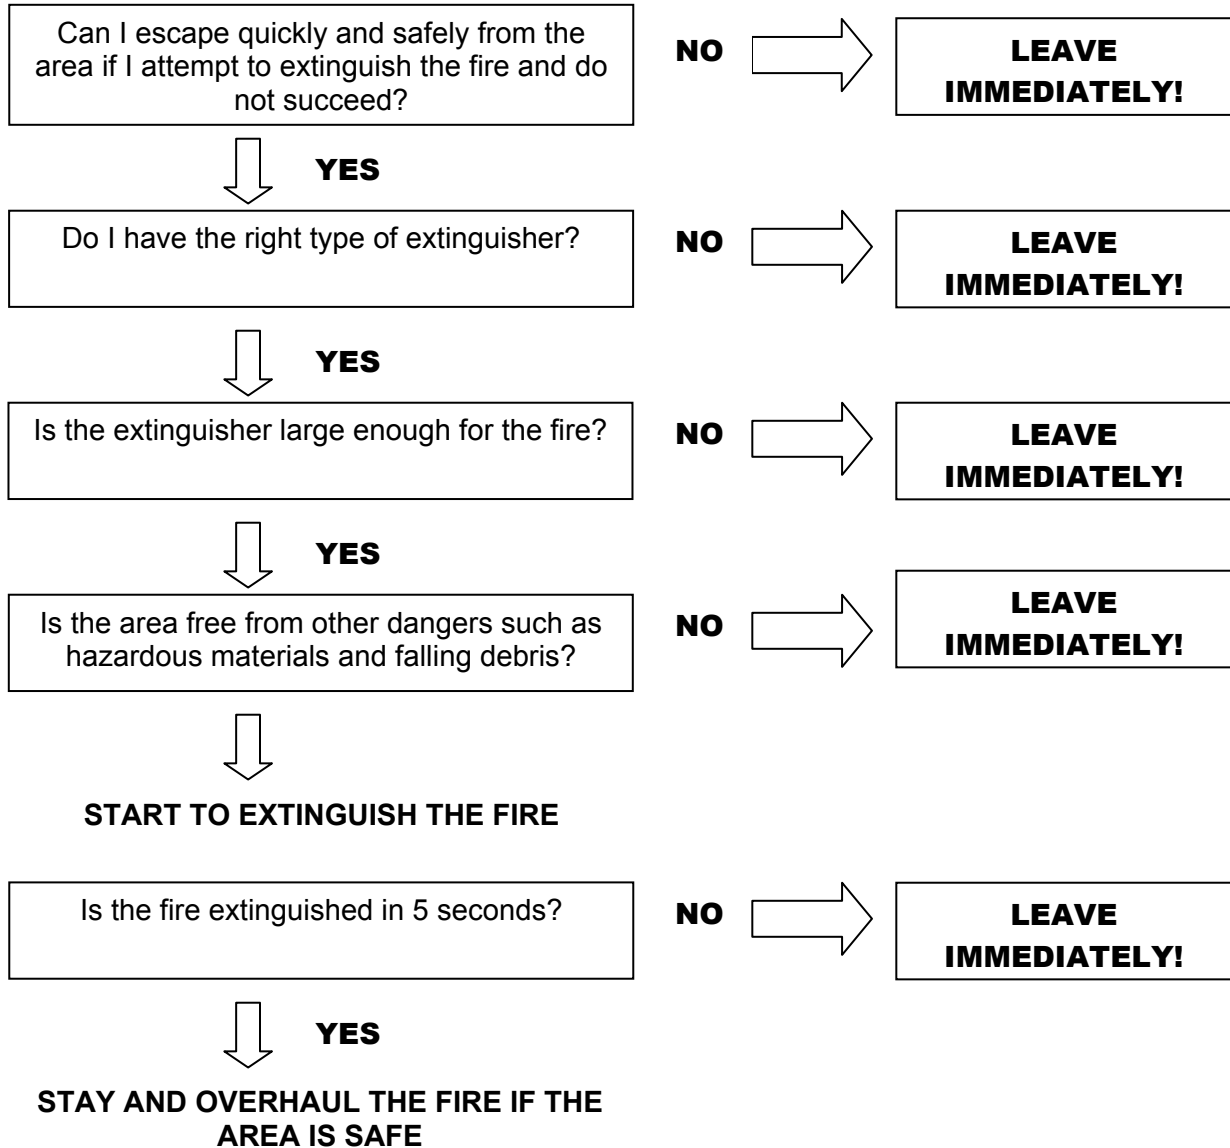 Can I escape quickly and safely from the
area if I attempt to extinguish the fire and do
not succeed?
NO
LEAVE
IMMEDIATELY!
YES
Do I have the right type of extinguisher?
NO
LEAVE
IMMEDIATELY!
YES
Is the extinguisher large enough for the fire?
NO
LEAVE
IMMEDIATELY!
YES
Is the area free from other dangers such as
hazardous materials and falling debris?
NO
LEAVE
IMMEDIATELY!
START TO EXTINGUISH THE FIRE
Is the fire extinguished in 5 seconds?
NO
LEAVE
IMMEDIATELY!
YES
STAY AND OVERHAUL THE FIRE IF THE
AREA IS SAFE